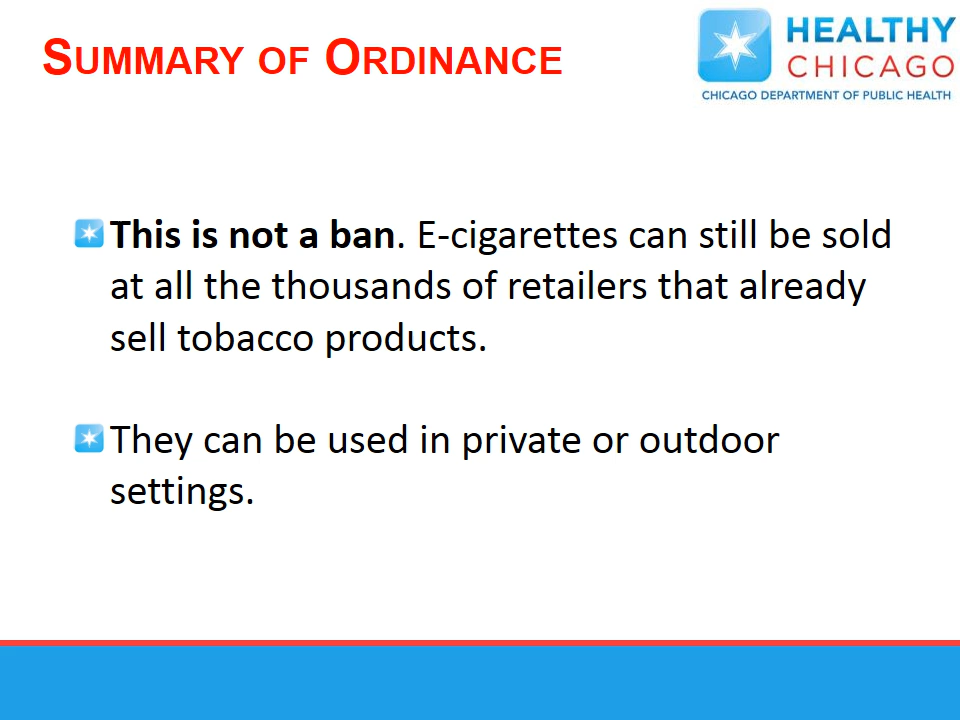 SUMMARY OF ORDINANCE
HEALTHY
CHICAGO
CHICAGO DEPARTMENT OF PUBLIC HEALTH
This is not a ban. E-cigarettes can still be sold
at all the thousands of retailers that already
sell tobacco products.
They can be used in private or outdoor
settings.